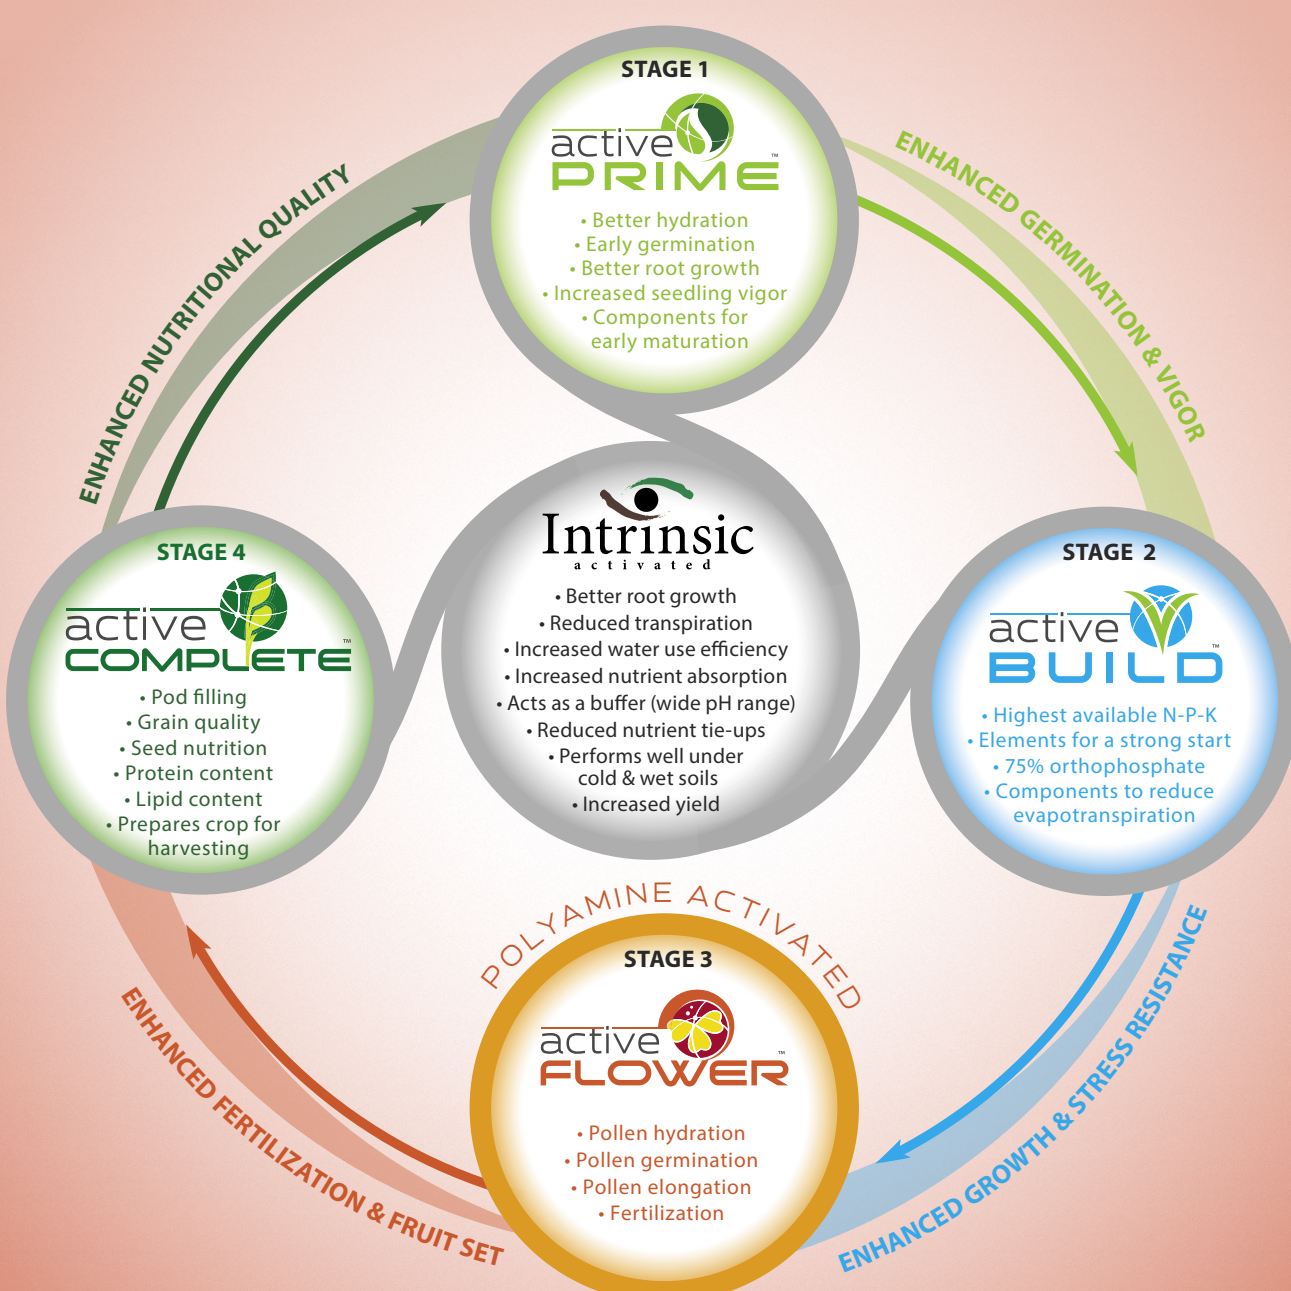 STAGE 1
active
PRIME™
• Better hydration
• Early germination
• Better root growth
• Increased seedling vigor
• Components for
early maturation
ENHANCED GERMINATION & VIGOR
STAGE 2
active
BUILD™
• Highest available N-P-K
• Elements for a strong start
• 75% orthophosphate
• Components to reduce
evapotranspiration
ENHANCED GROWTH & STRESS RESISTANCE
POLYAMINE ACTIVATED
STAGE 3
active
FLOWER™
• Pollen hydration
• Pollen germination
• Pollen elongation
• Fertilization
ENHANCED FERTILIZATION & FRUIT SET
STAGE 4
active
COMPLETE™
• Pod filling
• Grain quality
• Seed nutrition
• Protein content
• Lipid content
• Prepares crop for
harvesting
ENHANCED NUTRITIONAL QUALITY
Intrinsic
activated
• Better root growth
• Reduced transpiration
• Increased water use efficiency
• Increased nutrient absorption
• Acts as a buffer (wide pH range)
• Reduced nutrient tie-ups
• Performs well under
cold & wet soils
• Increased yield